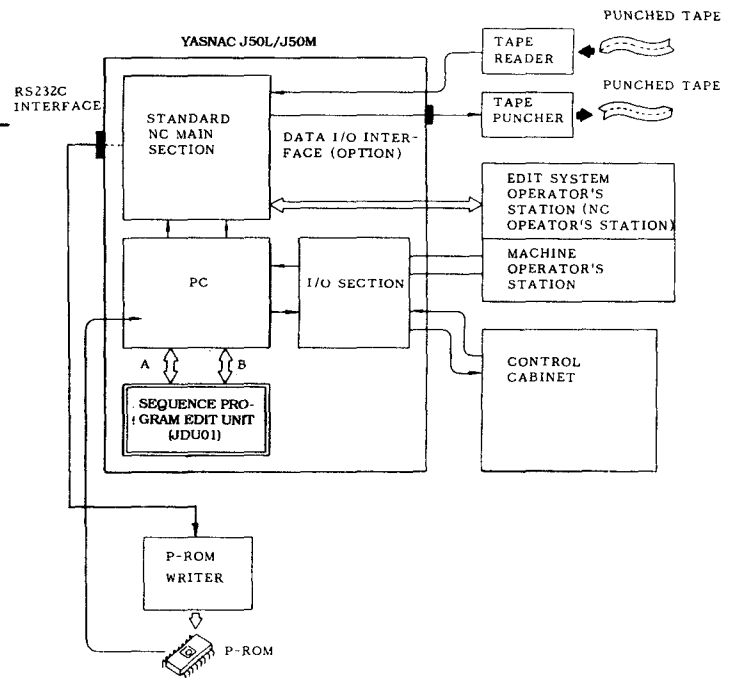 PUNCHED TAPE
YASNAC J50L/J50M
TAPE
READER
RS232C
INTERFACE
PUNCHED TAPE
STANDARD
NC MAIN
SECTION
TAPE
PUNCHER
DATA I/O INTER-
FACE (OPTION)
EDIT SYSTEM
OPERATOR'S
STATION (NC
OPEATOR'S STATION)
MACHINE
OPERATOR'S
STATION
PC
I/O SECTION
A
B
CONTROL
CABINET
SEQUENCE PRO-
GRAM EDIT UNIT
(JDU01)
P-ROM
WRITER
P-ROM